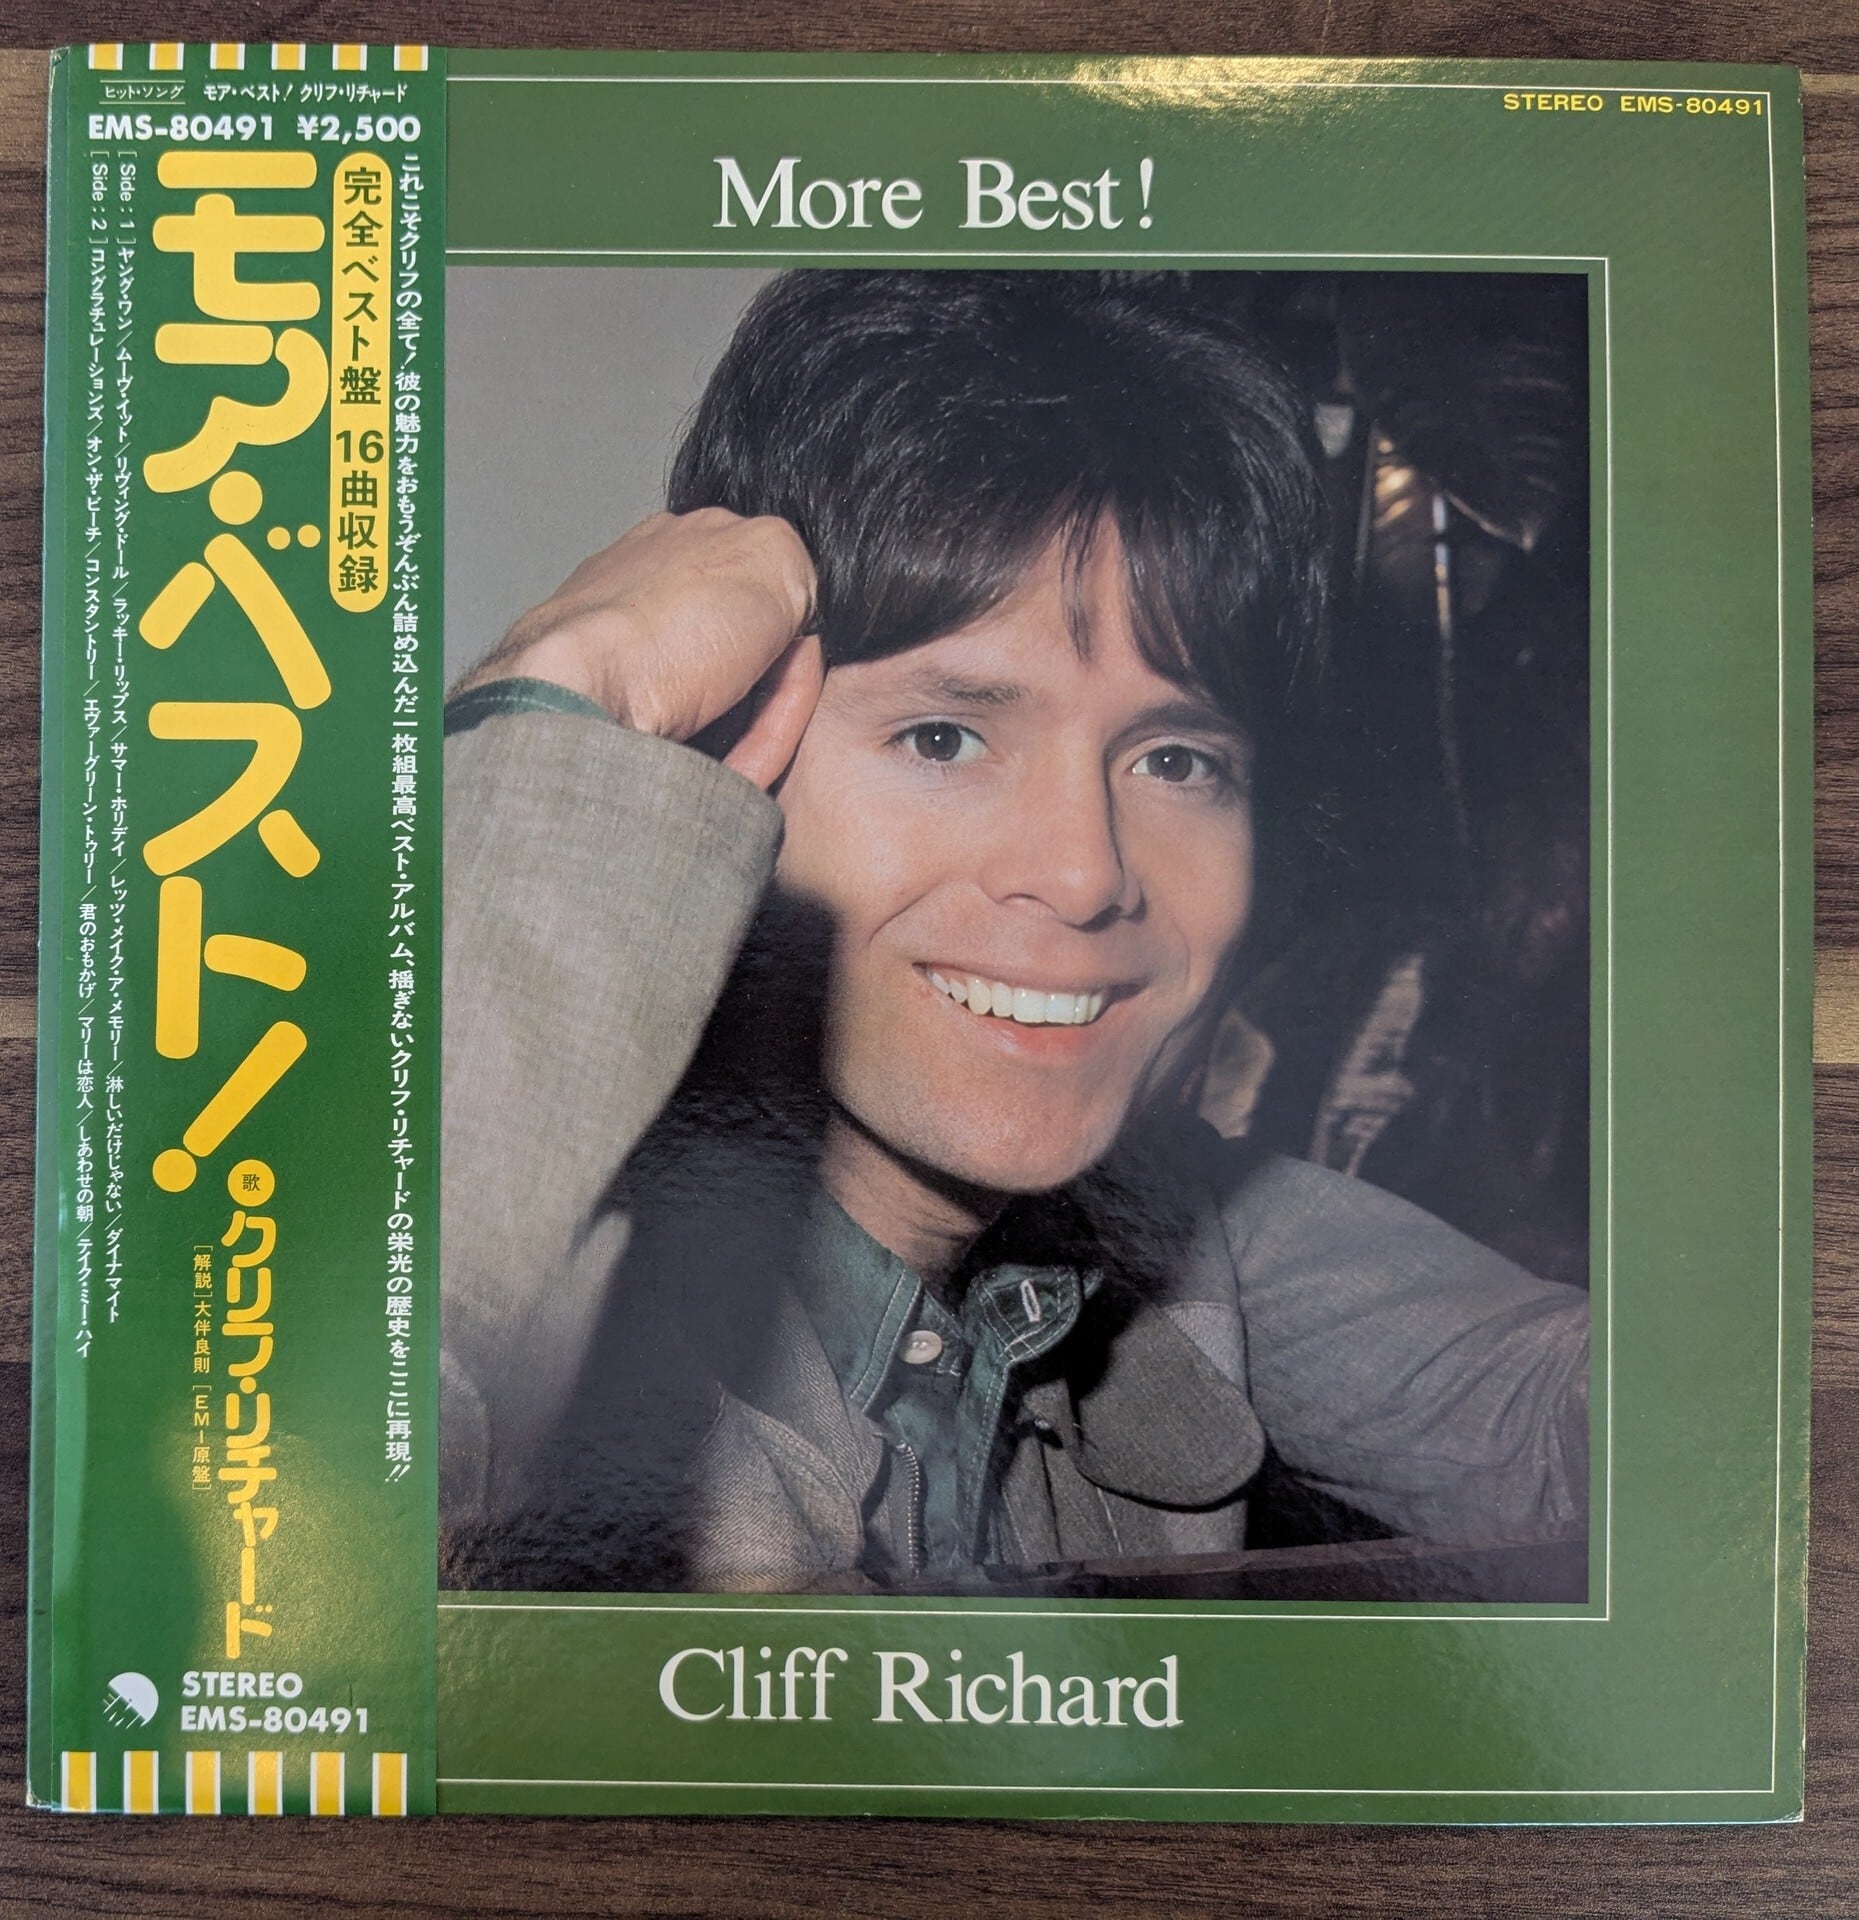 ヒット・ソング モア・ベスト!クリフ・リチャード
EMS-80491 ¥2,500
これこそクリフの全て!彼の魅力をおもうぞんぶん詰め込んだ一枚組最高ベスト・アルバム、揺ぎないクリフ・リチャードの栄光の歴史をここに再現!!
完全ベスト盤 16曲収録
モア・ベスト!
歌 クリフ・リチャード
[解説]大伴良則 [EMI原盤]
[Side:1]ヤング・ワン/ムーヴ・イット/リヴィング・ドール/ラッキー・リップス/サマー・ホリデイ/レッツ・メイク・ア・メモリー/淋しいだけじゃない/ダイナマイト
[Side:2]コングラチュレーションズ/オン・ザ・ビーチ/コンスタントリー/エヴァーグリーン・トゥリー/君のおもかげ/マリーは恋人/しあわせの朝/テイク・ミー・ハイ
STEREO
EMS-80491
STEREO EMS-80491
More Best!
Cliff Richard